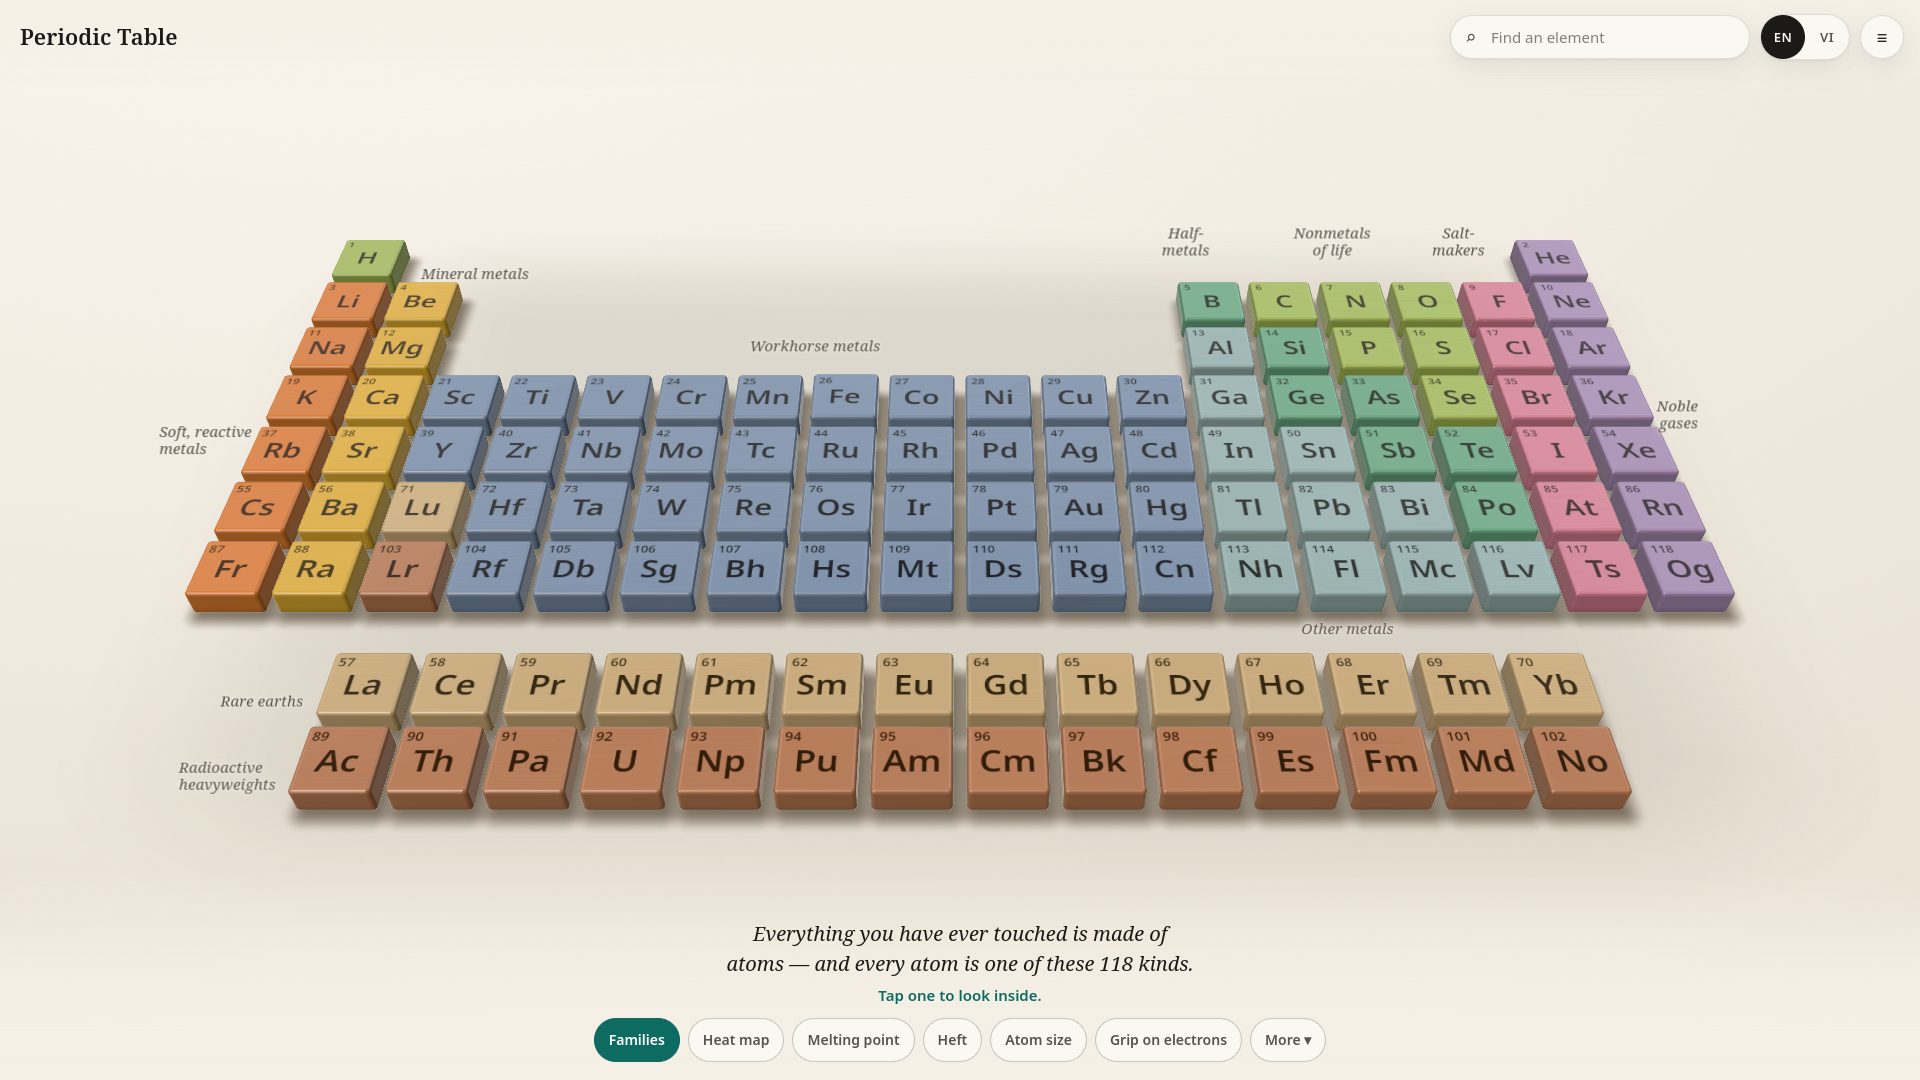 Periodic Table
⌕ Find an element
EN VI ≡
Half-
metals
Nonmetals
of life
Salt-
makers
1 H
2 He
Mineral metals
3 Li 4 Be 5 B 6 C 7 N 8 O 9 F 10 Ne
11 Na 12 Mg 13 Al 14 Si 15 P 16 S 17 Cl 18 Ar
Workhorse metals
19 K 20 Ca 21 Sc 22 Ti 23 V 24 Cr 25 Mn 26 Fe 27 Co 28 Ni 29 Cu 30 Zn 31 Ga 32 Ge 33 As 34 Se 35 Br 36 Kr
Noble
gases
Soft, reactive
metals
37 Rb 38 Sr 39 Y 40 Zr 41 Nb 42 Mo 43 Tc 44 Ru 45 Rh 46 Pd 47 Ag 48 Cd 49 In 50 Sn 51 Sb 52 Te 53 I 54 Xe
55 Cs 56 Ba 71 Lu 72 Hf 73 Ta 74 W 75 Re 76 Os 77 Ir 78 Pt 79 Au 80 Hg 81 Tl 82 Pb 83 Bi 84 Po 85 At 86 Rn
87 Fr 88 Ra 103 Lr 104 Rf 105 Db 106 Sg 107 Bh 108 Hs 109 Mt 110 Ds 111 Rg 112 Cn 113 Nh 114 Fl 115 Mc 116 Lv 117 Ts 118 Og
Other metals
Rare earths
57 La 58 Ce 59 Pr 60 Nd 61 Pm 62 Sm 63 Eu 64 Gd 65 Tb 66 Dy 67 Ho 68 Er 69 Tm 70 Yb
Radioactive
heavyweights
89 Ac 90 Th 91 Pa 92 U 93 Np 94 Pu 95 Am 96 Cm 97 Bk 98 Cf 99 Es 100 Fm 101 Md 102 No
Everything you have ever touched is made of
atoms — and every atom is one of these 118 kinds.
Tap one to look inside.
Families Heat map Melting point Heft Atom size Grip on electrons More ▾